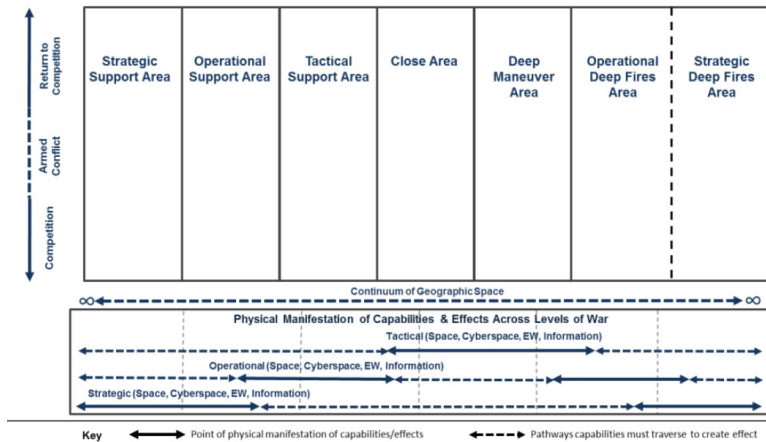 Return to
Competition
Armed
Conflict
Competition
Strategic
Support Area
Operational
Support Area
Tactical
Support Area
Close Area
Deep
Maneuver
Area
Operational
Deep Fires
Area
Strategic
Deep Fires
Area
Continuum of Geographic Space
∞ ∞
Physical Manifestation of Capabilities & Effects Across Levels of War
Tactical (Space, Cyberspace, EW, Information)
Operational (Space, Cyberspace, EW, Information)
Strategic (Space, Cyberspace, EW, Information)
Key Point of physical manifestation of capabilities/effects Pathways capabilities must traverse to create effect